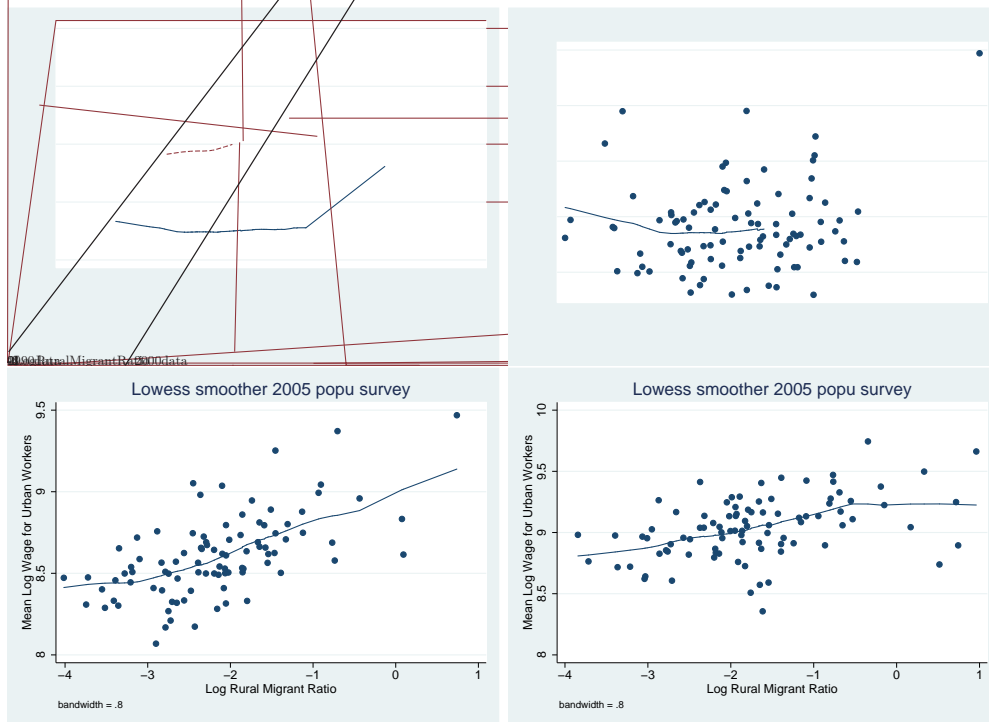 Lowess smoother 2005 popu survey
Mean Log Wage for Urban Workers
9.5
9
8.5
8
−4
−3
−2
−1
0
1
Log Rural Migrant Ratio
bandwidth = .8
Lowess smoother 2005 popu survey
Mean Log Wage for Urban Workers
10
9.5
9
8.5
8
−4
−3
−2
−1
0
1
Log Rural Migrant Ratio
bandwidth = .8